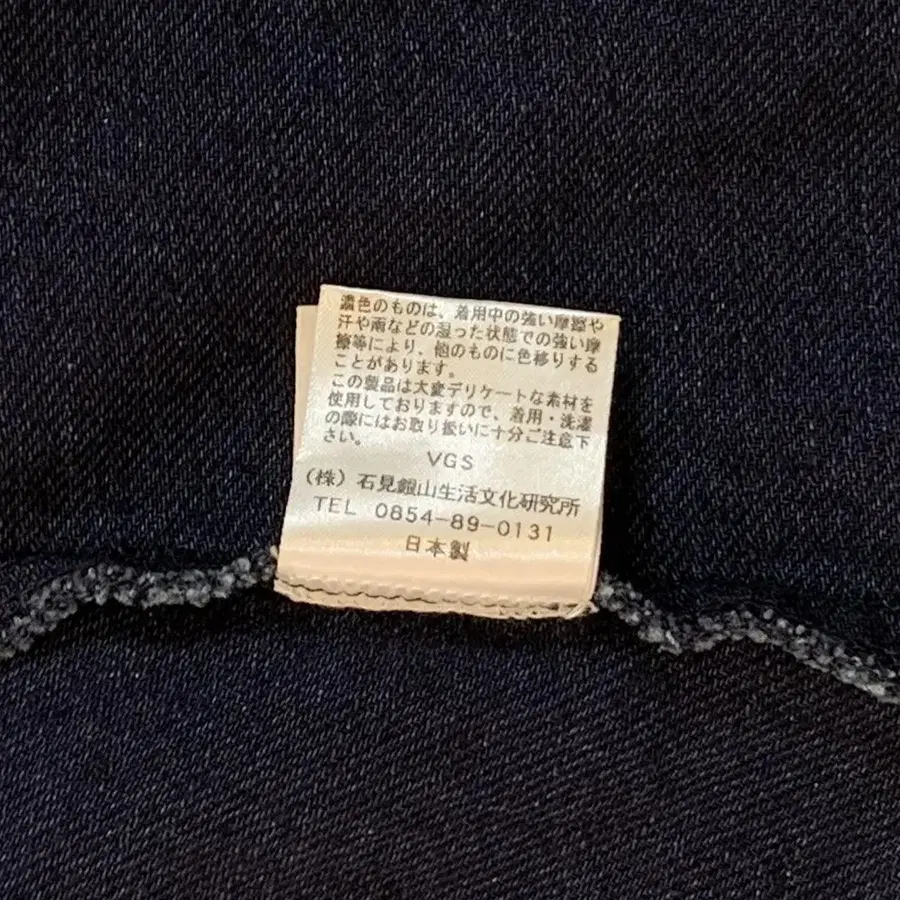 濃色のものは、着用中の強い摩擦や
汗や雨などの湿った状態での強い摩
擦等により、他のものに色移りする
ことがあります。
この製品は大変デリケートな素材を
使用しておりますので、着用・洗濯
の際にはお取り扱いに十分ご注意下
さい。
VGS
(株)石見銀山生活文化研究所
TEL 0854-89-0131
日本製